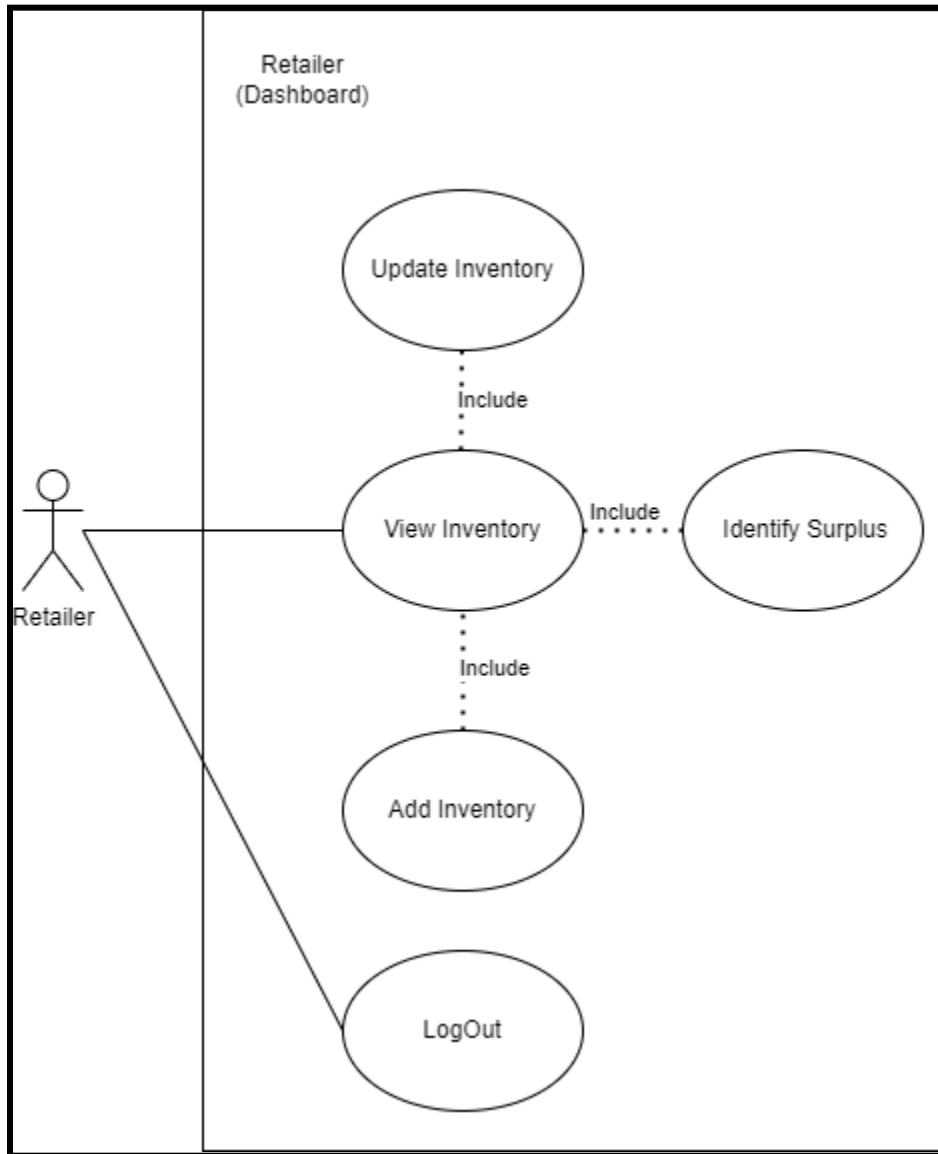 Retailer
(Dashboard)
Update Inventory
Include
View Inventory
Include
Identify Surplus
Retailer
Include
Add Inventory
LogOut